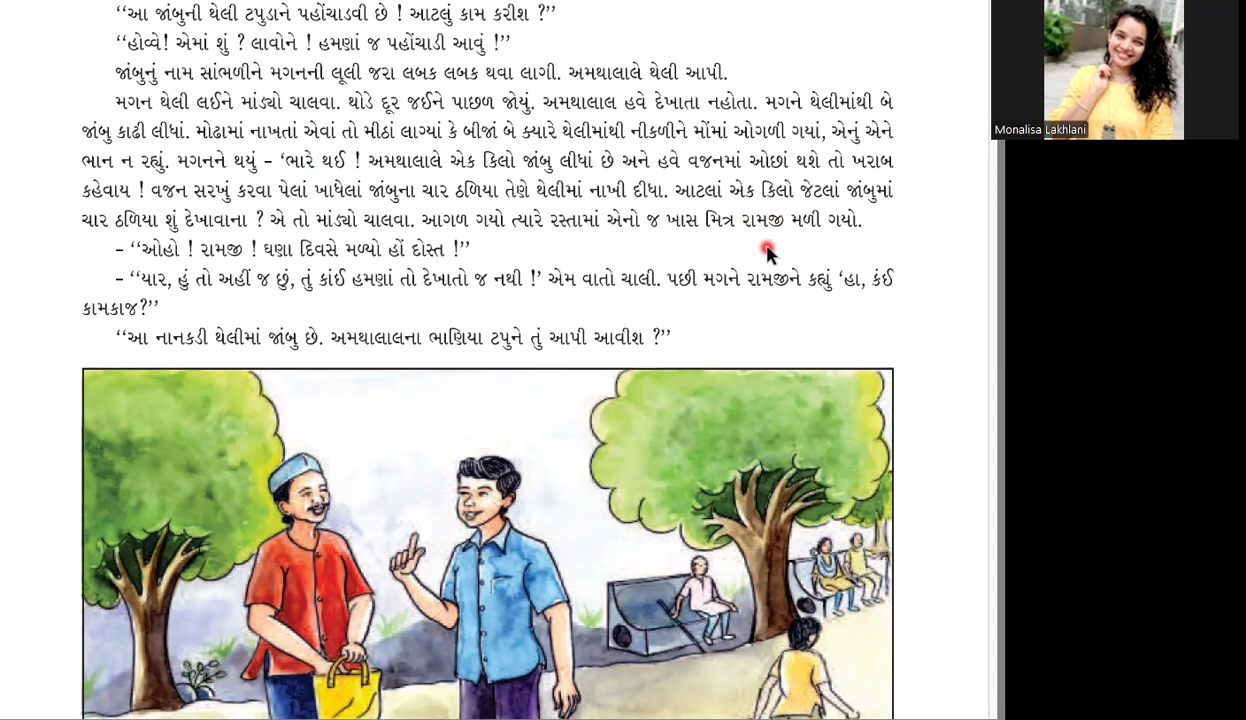 ‘‘આ જાંબુની થેલી ટપુડાને પહોંચાડવી છે ! આટલું કામ કરીશ ?’’
‘‘હોવ્વે! એમાં શું ? લાવોને ! હમણાં જ પહોંચાડી આવું !’’
જાંબુનું નામ સાંભળીને મગનની લૂલી જરા લબક લબક થવા લાગી. અમથાલાલે થેલી આપી.
મગન થેલી લઈને માંડ્યો ચાલવા. થોડે દૂર જઈને પાછળ જોયું. અમથાલાલ હવે દેખાતા નહોતા. મગને થેલીમાંથી બે
જાંબુ કાઢી લીધાં. મોઢામાં નાખતાં એવાં તો મીઠાં લાગ્યાં કે બીજાં બે ક્યારે થેલીમાંથી નીકળીને મોંમાં ઓગળી ગયાં, એનું એને
ભાન ન રહ્યું. મગનને થયું – ‘ભારે થઈ ! અમથાલાલે એક કિલો જાંબુ લીધાં છે અને હવે વજનમાં ઓછાં થશે તો ખરાબ
કહેવાય ! વજન સરખું કરવા પેલાં ખાધેલાં જાંબુના ચાર ઠળિયા તેણે થેલીમાં નાખી દીધા. આટલાં એક કિલો જેટલાં જાંબુમાં
ચાર ઠળિયા શું દેખાવાના ? એ તો માંડ્યો ચાલવા. આગળ ગયો ત્યારે રસ્તામાં એનો જ ખાસ મિત્ર રામજી મળી ગયો.
– ‘‘ઓહો ! રામજી ! ઘણા દિવસે મળ્યો હોં દોસ્ત !’’
– ‘‘યાર, હું તો અહીં જ છું, તું કાંઈ હમણાં તો દેખાતો જ નથી !’ એમ વાતો ચાલી. પછી મગને રામજીને કહ્યું ‘હા, કંઈ
કામકાજ?’’
‘‘આ નાનકડી થેલીમાં જાંબુ છે. અમથાલાલના ભાણિયા ટપુને તું આપી આવીશ ?’’
Monalisa Lakhlani